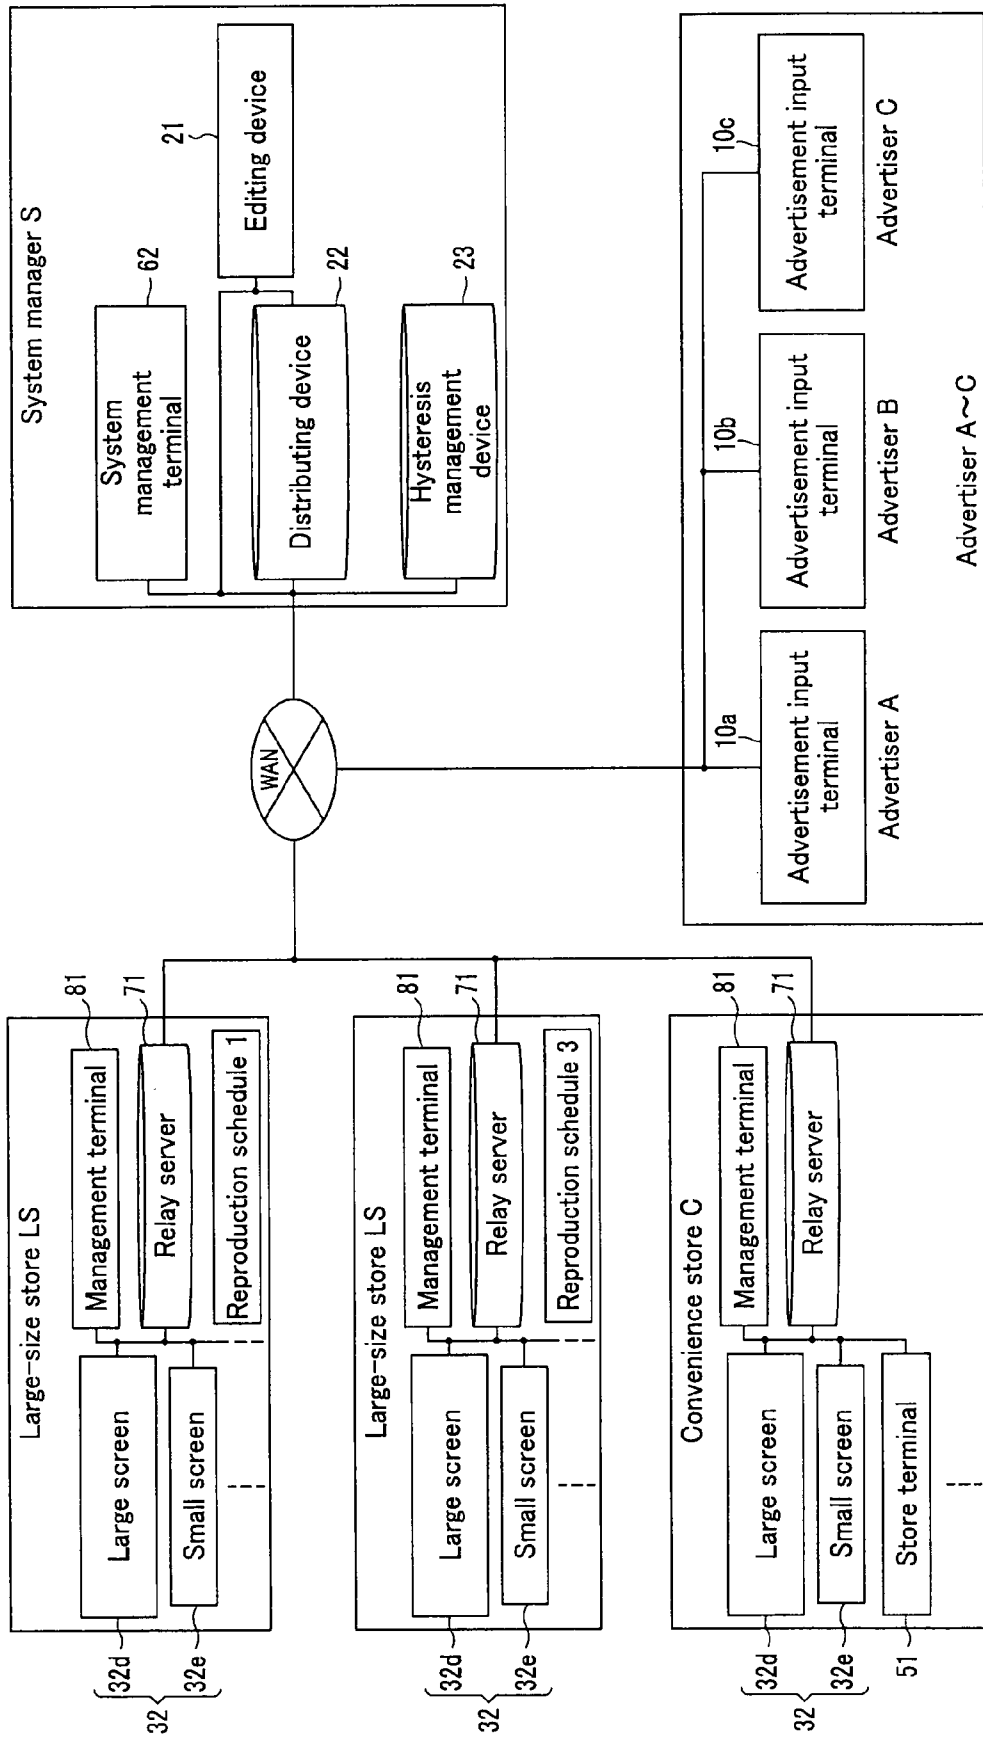 System manager S
System
management
terminal
62
Editing device
21
Distributing device
22
Hysteresis
management
device
23
WAN
Large-size store LS
Management terminal
81
Relay server
71
Reproduction schedule 1
Large screen
Small screen
32d
32e
32
Large-size store LS
Management terminal
81
Relay server
71
Reproduction schedule 3
Large screen
Small screen
32d
32e
32
Convenience store C
Management terminal
81
Relay server
71
Large screen
Small screen
Store terminal
32d
32e
32
51
10a
Advertisement input
terminal
Advertiser A
10b
Advertisement input
terminal
Advertiser B
10c
Advertisement input
terminal
Advertiser C
Advertiser A~C